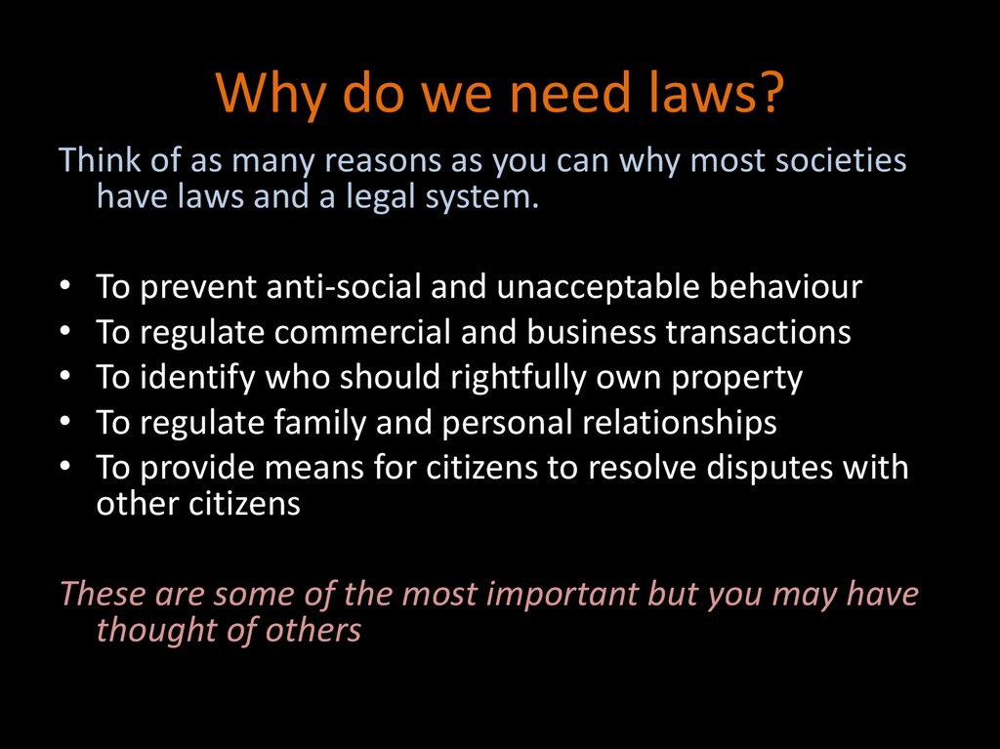 Why do we need laws?
Think of as many reasons as you can why most societies
have laws and a legal system.
• To prevent anti-social and unacceptable behaviour
• To regulate commercial and business transactions
• To identify who should rightfully own property
• To regulate family and personal relationships
• To provide means for citizens to resolve disputes with
other citizens
These are some of the most important but you may have
thought of others